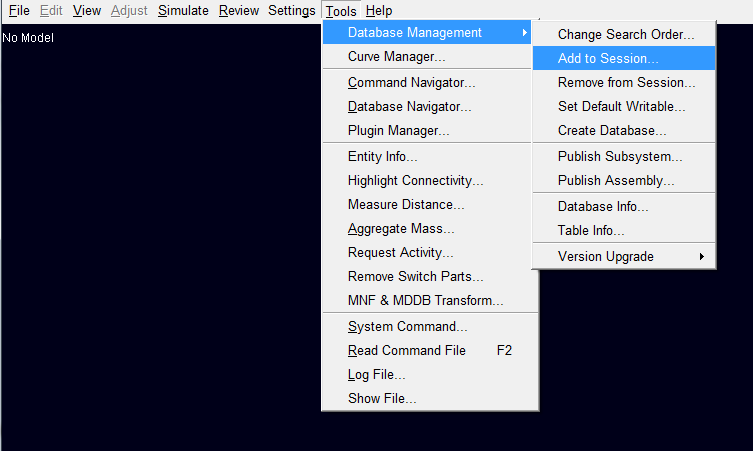 File Edit View Adjust Simulate Review Settings Tools Help
No Model
Database Management
Curve Manager...
Command Navigator...
Database Navigator...
Plugin Manager...
Entity Info...
Highlight Connectivity...
Measure Distance...
Aggregate Mass...
Request Activity...
Remove Switch Parts...
MNF & MDDB Transform...
System Command...
Read Command File F2
Log File...
Show File...
Change Search Order...
Add to Session...
Remove from Session...
Set Default Writable...
Create Database...
Publish Subsystem...
Publish Assembly...
Database Info...
Table Info...
Version Upgrade